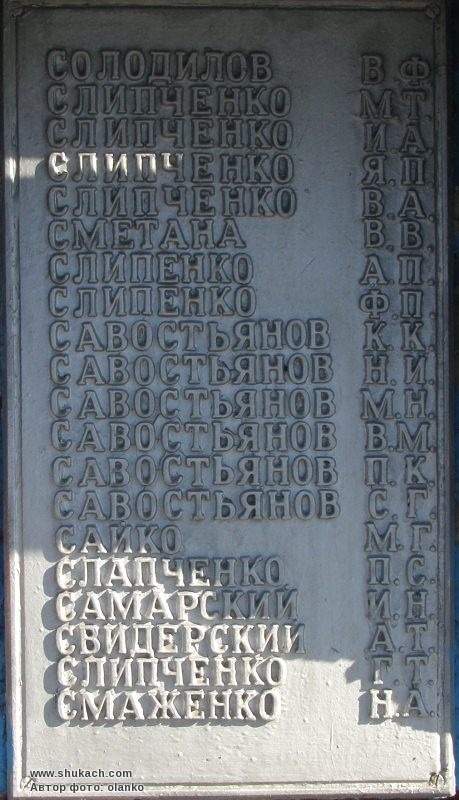 СОЛОДИЛОВ В.Ф.
СЛИПЧЕНКО М.Т.
СЛИПЧЕНКО И.А.
СЛИПЧЕНКО Я.П.
СЛИПЧЕНКО В.А.
СМЕТАНА В.В.
СЛИПЕНКО А.П.
СЛИПЕНКО Ф.П.
САВОСТЬЯНОВ К.К.
САВОСТЬЯНОВ Н.И.
САВОСТЬЯНОВ М.Н.
САВОСТЬЯНОВ В.М.
САВОСТЬЯНОВ П.К.
САВОСТЬЯНОВ С.Г.
САЙКО М.Г.
СЛАПЧЕНКО П.С.
САМАРСКИЙ И.Н.
СВИДЕРСКИЙ А.Т.
СЛИПЧЕНКО Г.Т.
СМАЖЕНКО Н.А.
www.shukach.com
Автор фото: olanko